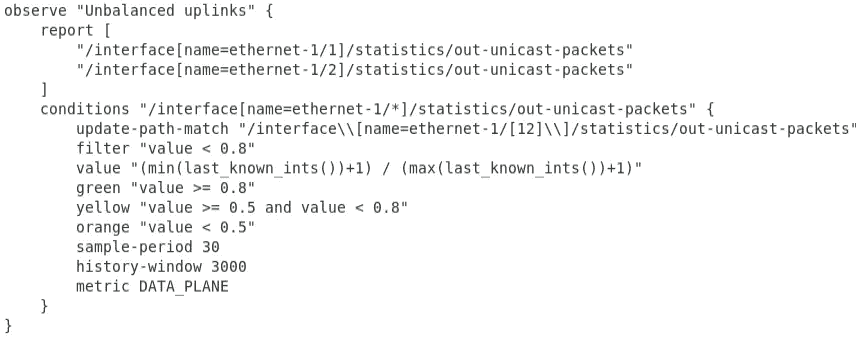 observe "Unbalanced uplinks" {
    report [
        "/interface[name=ethernet-1/1]/statistics/out-unicast-packets"
        "/interface[name=ethernet-1/2]/statistics/out-unicast-packets"
    ]
    conditions "/interface[name=ethernet-1/*]/statistics/out-unicast-packets" {
        update-path-match "/interface\\[name=ethernet-1/[12]\\]/statistics/out-unicast-packets"
        filter "value < 0.8"
        value "(min(last_known_ints())+1) / (max(last_known_ints())+1)"
        green "value >= 0.8"
        yellow "value >= 0.5 and value < 0.8"
        orange "value < 0.5"
        sample-period 30
        history-window 3000
        metric DATA_PLANE
    }
}